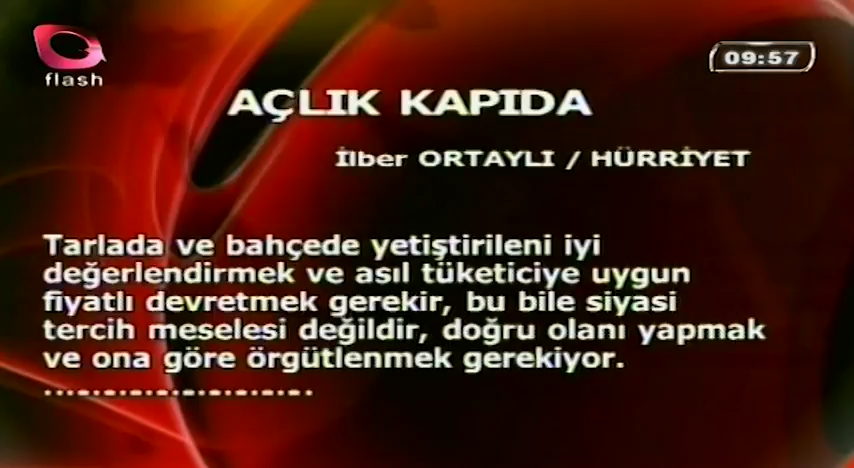 flash
09:57
AÇLIK KAPIDA
İlber ORTAYLI / HÜRRİYET
Tarlada ve bahçede yetiştirileni iyi
değerlendirmek ve asıl tüketiciye uygun
fiyatlı devretmek gerekir, bu bile siyasi
tercih meselesi değildir, doğru olanı yapmak
ve ona göre örgütlenmek gerekiyor.
........................